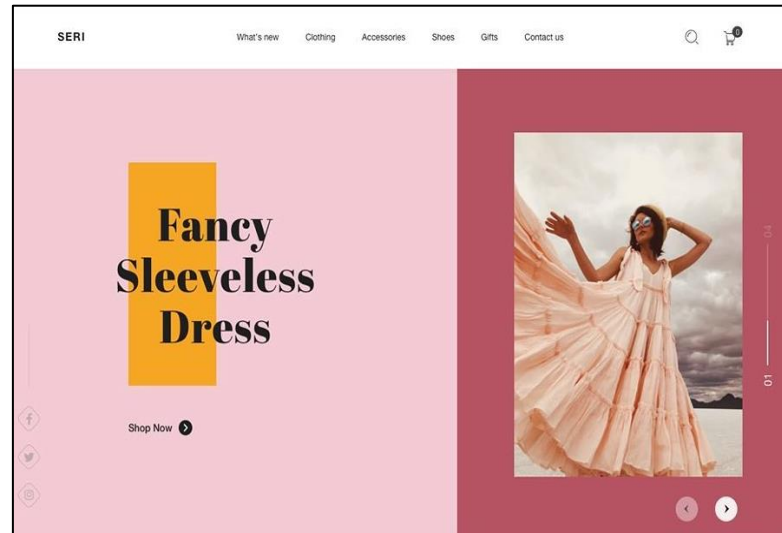 SERI
What's new Clothing Accessories Shoes Gifts Contact us
0
Fancy
Sleeveless
Dress
Shop Now
04
01